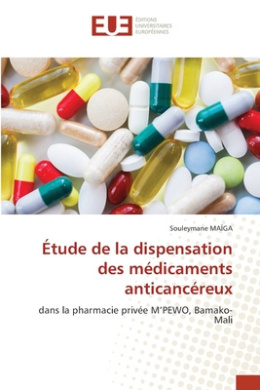 EUE
ÉDITIONS
UNIVERSITAIRES
EUROPÉENNES
Souleymane MAÏGA
Étude de la dispensation
des médicaments
anticancéreux
dans la pharmacie privée M'PEWO, Bamako-
Mali